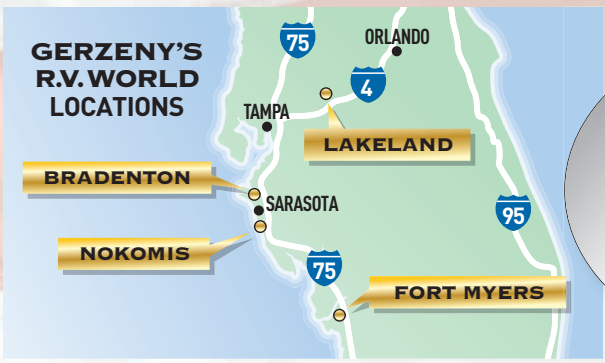 GERZENY'S
R.V. WORLD
LOCATIONS
75
ORLANDO
4
TAMPA
LAKELAND
BRADENTON
SARASOTA
95
NOKOMIS
75
FORT MYERS